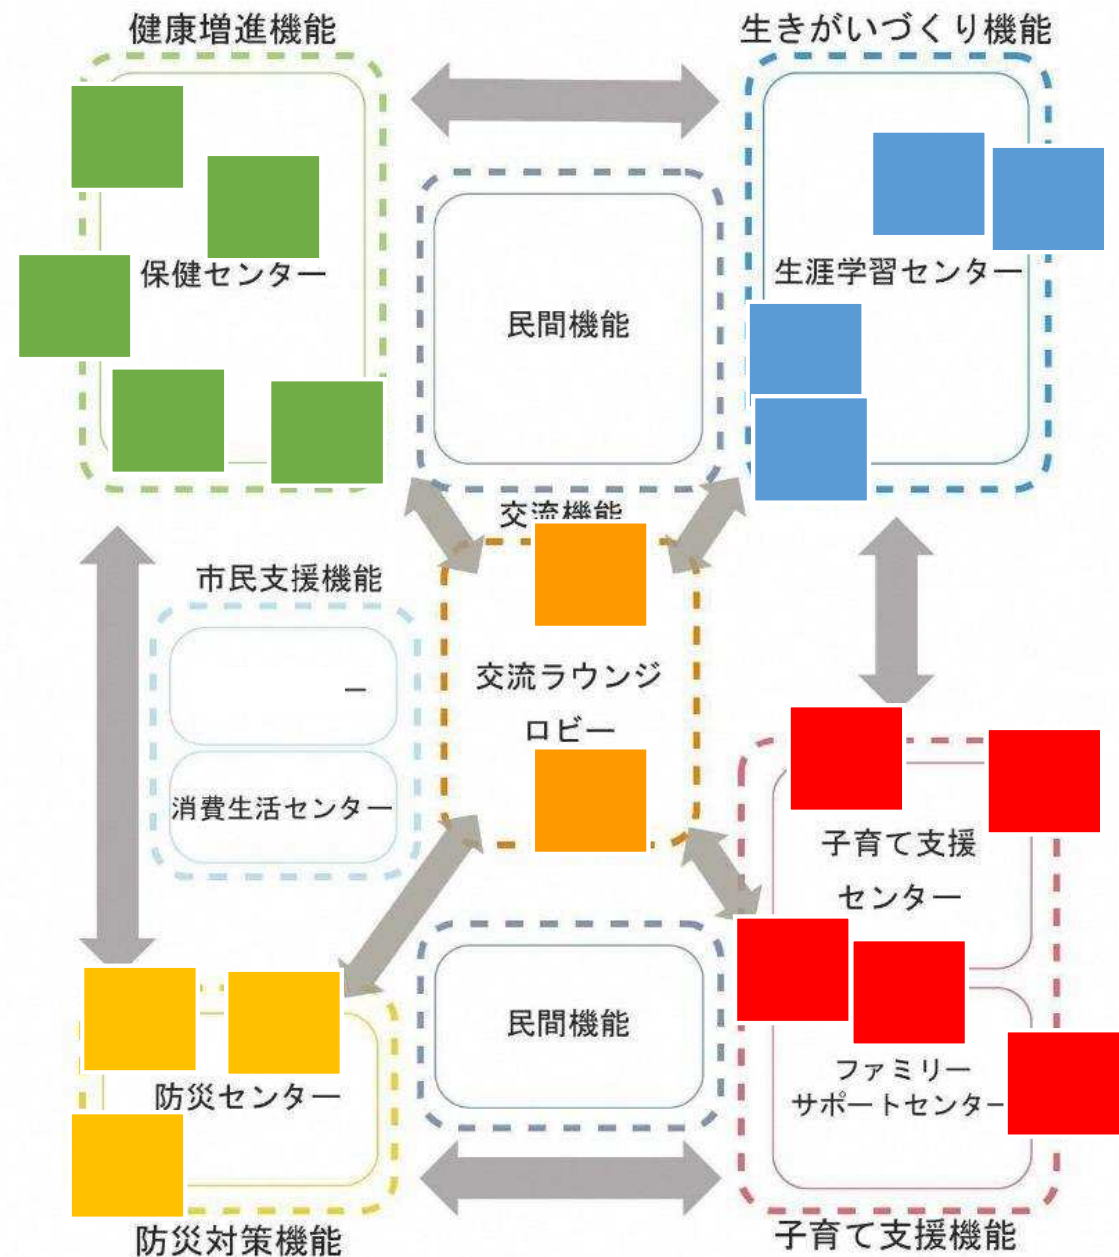 健康増進機能
生きがいづくり機能
保健センター
生涯学習センター
民間機能
交流機能
市民支援機能
ー
交流ラウンジ
ロビー
消費生活センター
子育て支援
センター
民間機能
防災センター
ファミリー
サポートセンター
防災対策機能
子育て支援機能